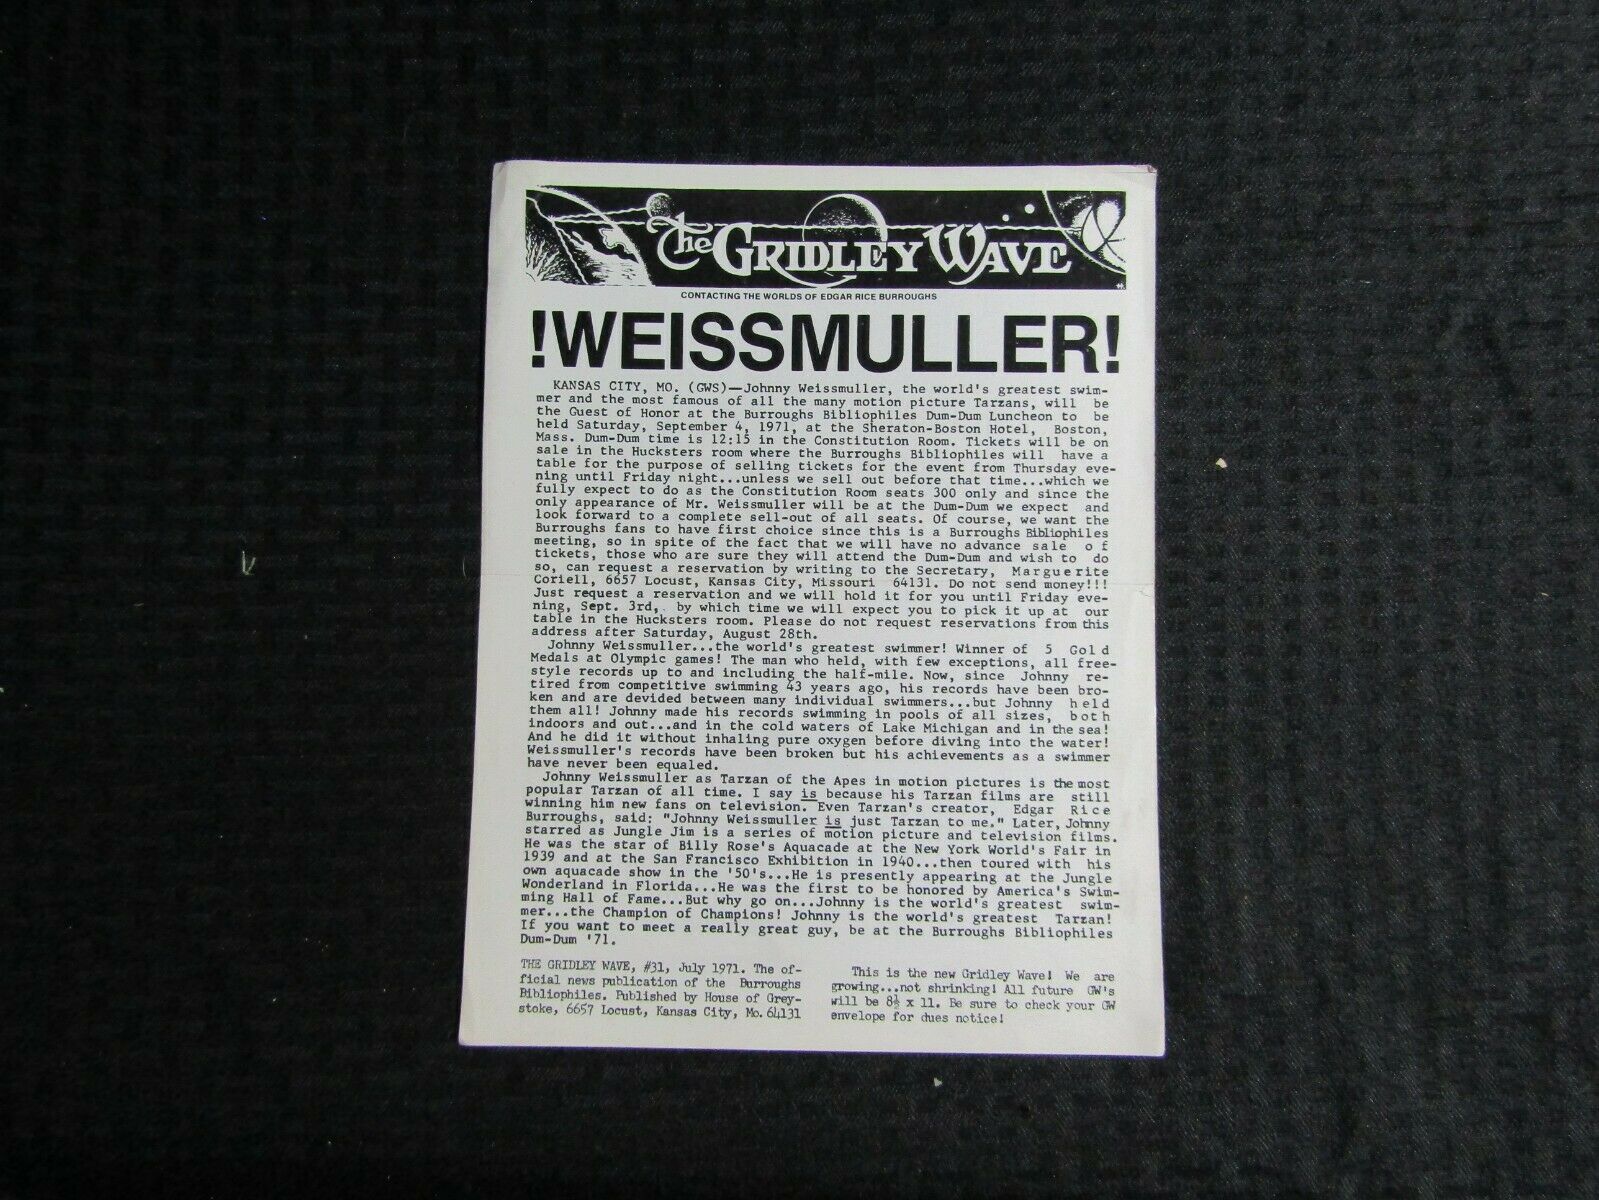 The GRIDLEY WAVE
CONTACTING THE WORLDS OF EDGAR RICE BURROUGHS
!WEISSMULLER!
KANSAS CITY, MO. (GWS)—Johnny Weissmuller, the world's greatest swim-
mer and the most famous of all the many motion picture Tarzans, will be
the Guest of Honor at the Burroughs Bibliophiles Dum-Dum Luncheon to be
held Saturday, September 4, 1971, at the Sheraton-Boston Hotel, Boston,
Mass. Dum-Dum time is 12:15 in the Constitution Room. Tickets will be on
sale in the Hucksters room where the Burroughs Bibliophiles will have a
table for the purpose of selling tickets for the event from Thursday eve-
ning until Friday night...unless we sell out before that time...which we
fully expect to do as the Constitution Room seats 300 only and since the
only appearance of Mr. Weissmuller will be at the Dum-Dum we expect and
look forward to a complete sell-out of all seats. Of course, we want the
Burroughs fans to have first choice since this is a Burroughs Bibliophiles
meeting, so in spite of the fact that we will have no advance sale of
tickets, those who are sure they will attend the Dum-Dum and wish to do
so, can request a reservation by writing to the Secretary, Marguerite
Coriell, 6657 Locust, Kansas City, Missouri 64131. Do not send money!!!
Just request a reservation and we will hold it for you until Friday eve-
ning, Sept. 3rd, by which time we will expect you to pick it up at our
table in the Hucksters room. Please do not request reservations from this
address after Saturday, August 28th.
Johnny Weissmuller...the world's greatest swimmer! Winner of 5 Gold
Medals at Olympic games! The man who held, with few exceptions, all free-
style records up to and including the half-mile. Now, since Johnny re-
tired from competitive swimming 43 years ago, his records have been bro-
ken and are devided between many individual swimmers...but Johnny held
them all! Johnny made his records swimming in pools of all sizes, both
indoors and out...and in the cold waters of Lake Michigan and in the sea!
And he did it without inhaling pure oxygen before diving into the water!
Weissmuller's records have been broken but his achievements as a swimmer
have never been equaled.
Johnny Weissmuller as Tarzan of the Apes in motion pictures is the most
popular Tarzan of all time. I say is because his Tarzan films are still
winning him new fans on television. Even Tarzan's creator, Edgar Rice
Burroughs, said: "Johnny Weissmuller is just Tarzan to me." Later, Johnny
starred as Jungle Jim is a series of motion picture and television films.
He was the star of Billy Rose's Aquacade at the New York World's Fair in
1939 and at the San Francisco Exhibition in 1940...then toured with his
own aquacade show in the '50's...He is presently appearing at the Jungle
Wonderland in Florida...He was the first to be honored by America's Swim-
ming Hall of Fame...But why go on...Johnny is the world's greatest swim-
mer...the Champion of Champions! Johnny is the world's greatest Tarzan!
If you want to meet a really great guy, be at the Burroughs Bibliophiles
Dum-Dum '71.
THE GRIDLEY WAVE, #31, July 1971. The of-
ficial news publication of the Burroughs
Bibliophiles. Published by House of Grey-
stoke, 6657 Locust, Kansas City, Mo. 64131
This is the new Gridley Wave! We are
growing...not shrinking! All future GW's
will be 8½ x 11. Be sure to check your GW
envelope for dues notice!